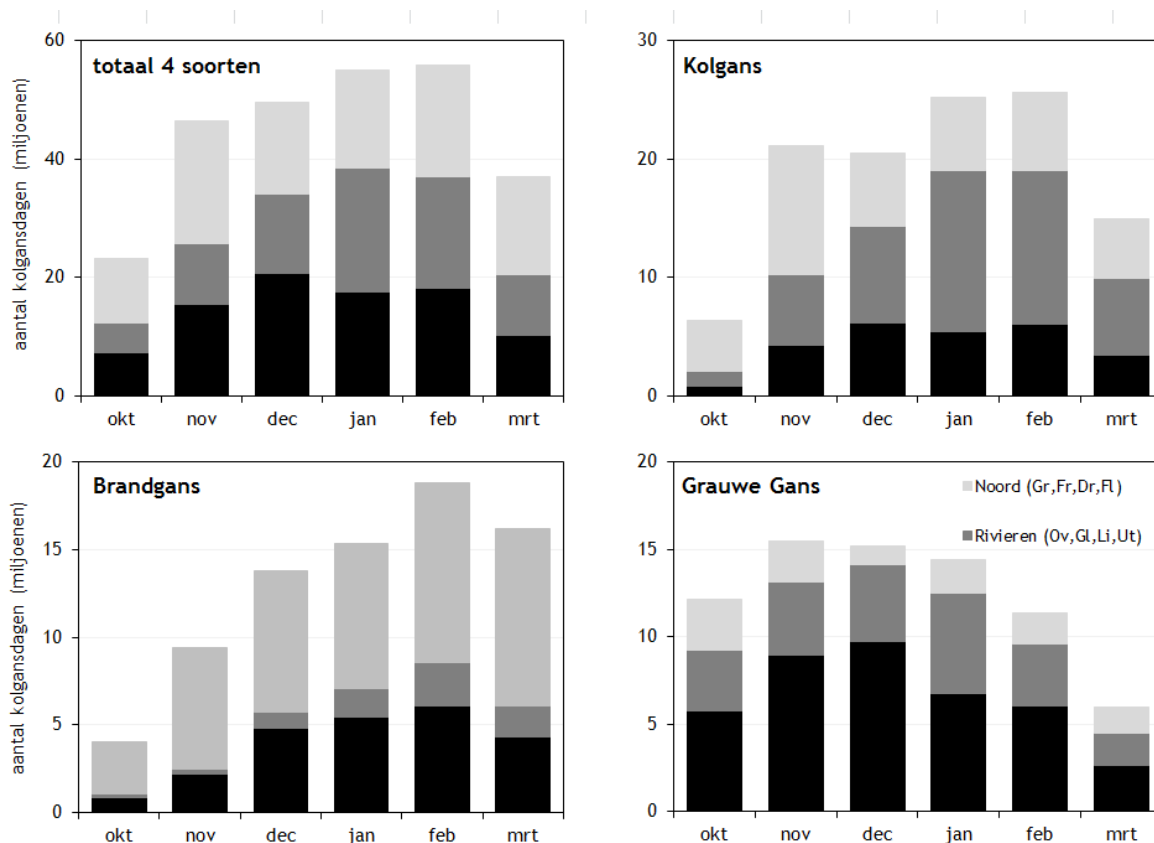 totaal 4 soorten
aantal kolgansdagen (miljoenen)
60
40
20
0
okt nov dec jan feb mrt
Kolgans
30
20
10
0
okt nov dec jan feb mrt
Brandgans
aantal kolgansdagen (miljoenen)
20
15
10
5
0
okt nov dec jan feb mrt
Grauwe Gans
20
15
10
5
0
Noord (Gr,Fr,Dr,Fl)
Rivieren (Ov,Gl,Li,Ut)
okt nov dec jan feb mrt